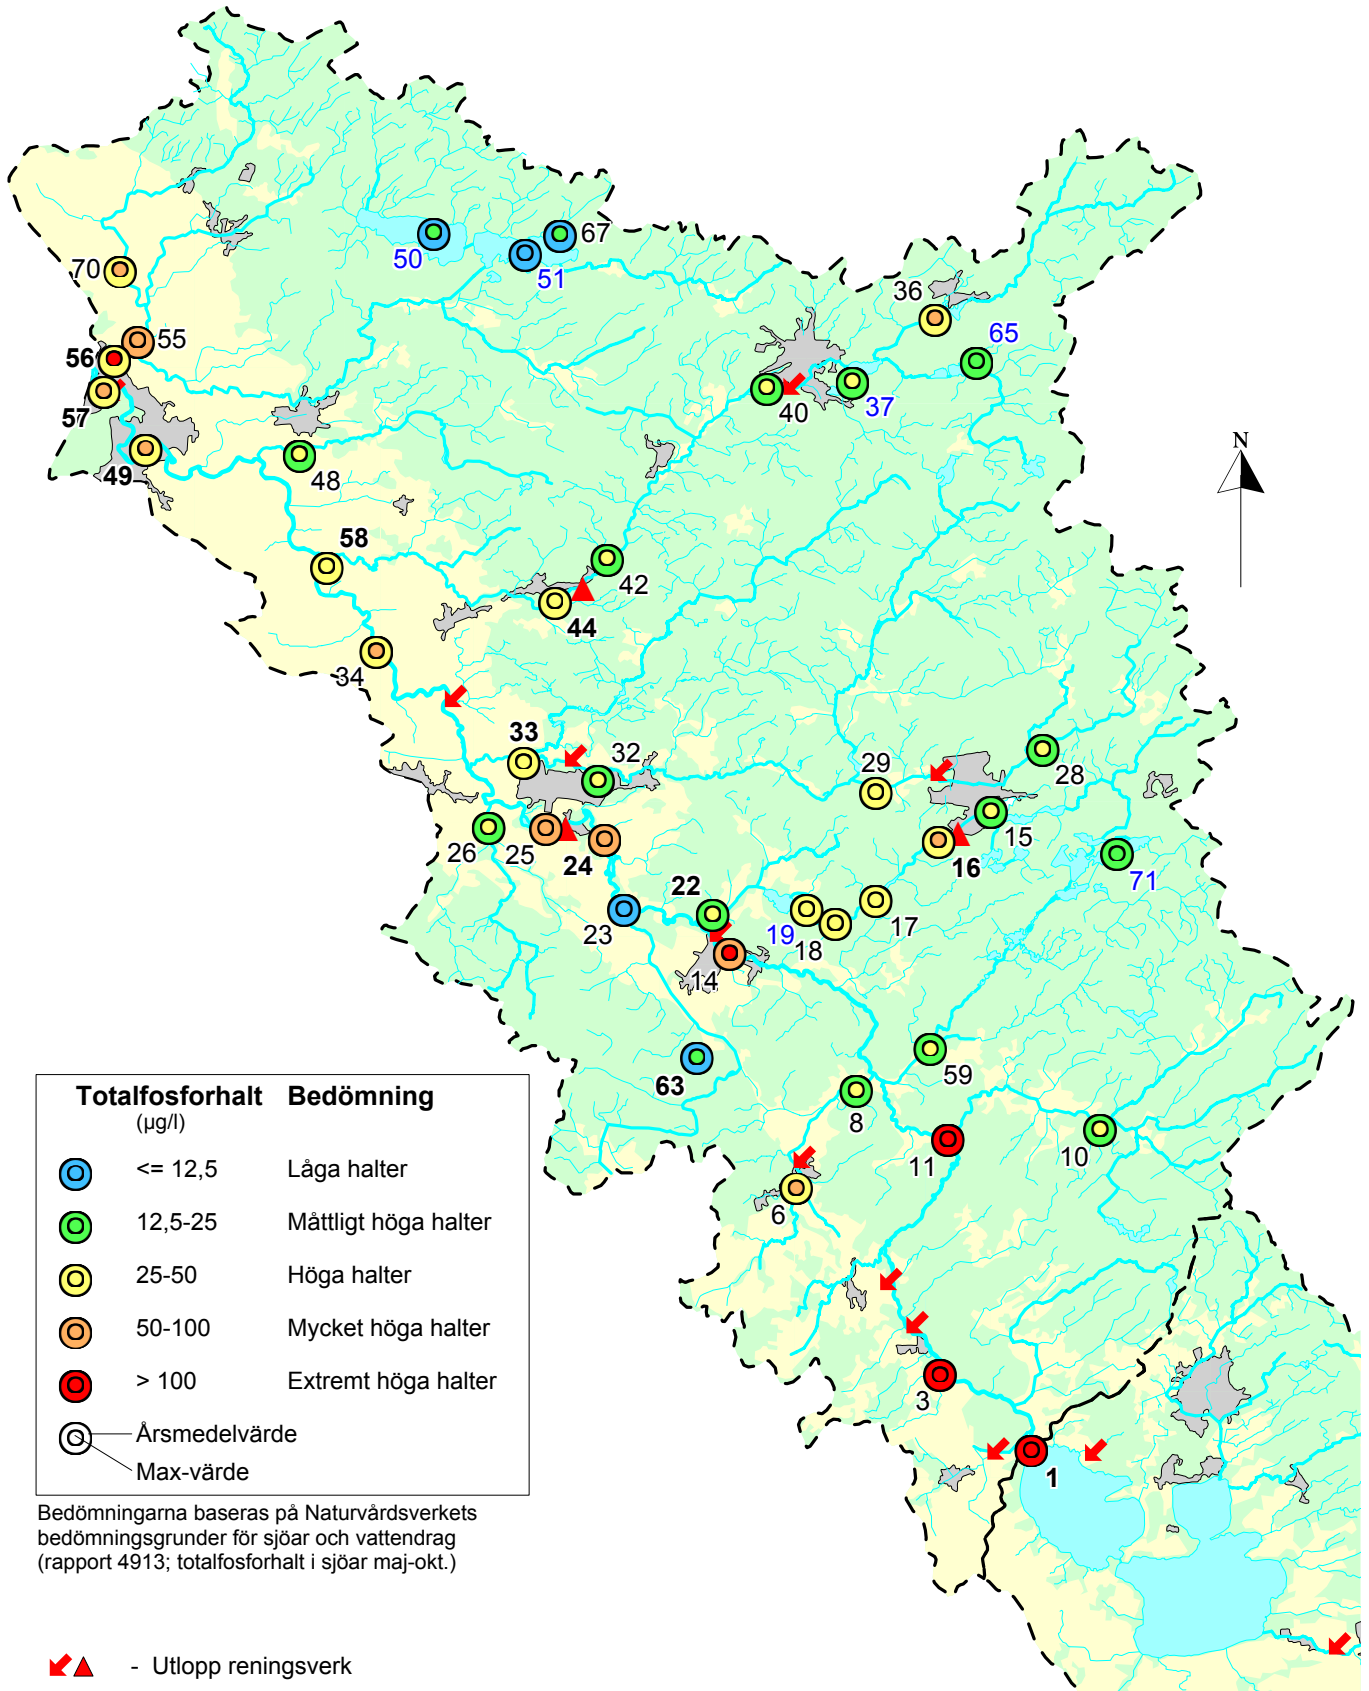 67
50
51
70
36
55
65
56
57
40
37
N
49
48
58
42
44
34
33
32
29
28
26
25
24
15
16
71
22
23
19
18
17
14
63
59
8
11
10
6
3
1
Totalfosforhalt Bedömning
(µg/l)
<= 12,5 Låga halter
12,5-25 Måttligt höga halter
25-50 Höga halter
50-100 Mycket höga halter
> 100 Extremt höga halter
Årsmedelvärde
Max-värde
Bedömningarna baseras på Naturvårdsverkets
bedömningsgrunder för sjöar och vattendrag
(rapport 4913; totalfosforhalt i sjöar maj-okt.)
- Utlopp reningsverk